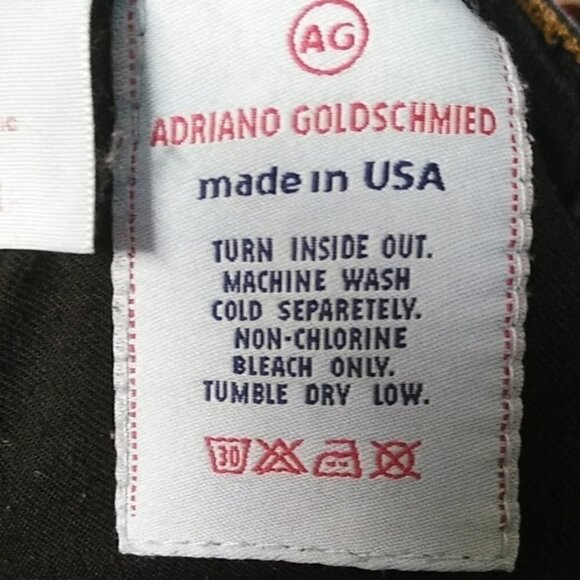 AG
ADRIANO GOLDSCHMIED
made in USA
TURN INSIDE OUT.
MACHINE WASH
COLD SEPARETELY.
NON-CHLORINE
BLEACH ONLY.
TUMBLE DRY LOW.
30